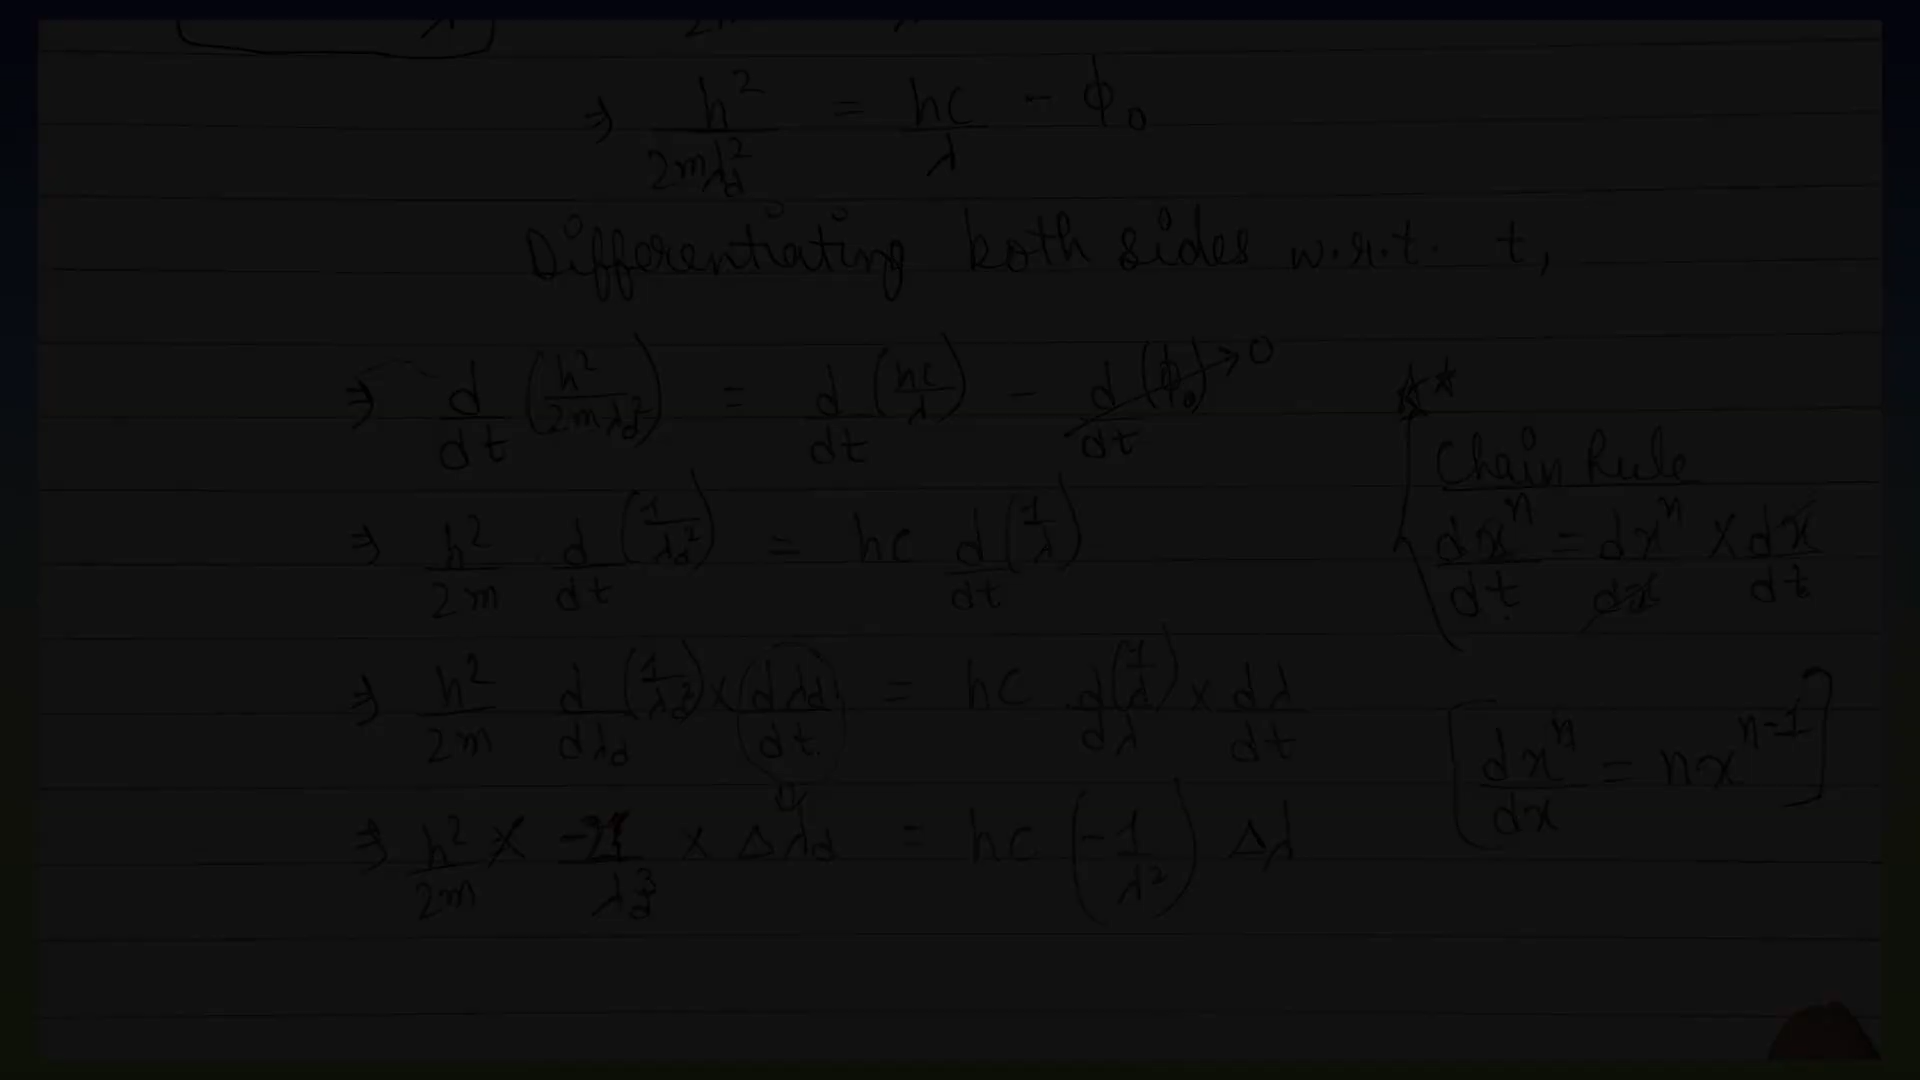 ⇒ h²/2mλd² = hc/λ - ϕ₀
Differentiating both sides w.r.t. t,
⇒ d/dt (h²/2mλd²) = d/dt (hc/λ) - d/dt (ϕ₀) → 0
⇒ h²/2m d/dt (1/λd²) = hc d/dt (1/λ)
⇒ h²/2m d/dλd (1/λd²) × dλd/dt = hc d/dλ (1/λ) × dλ/dt
⇒ h²/2m × -2/λd³ × Δλd = hc (-1/λ²) Δλ
Chain Rule
dxⁿ/dt = dxⁿ/dx × dx/dt
[dxⁿ/dx = nxⁿ⁻¹]